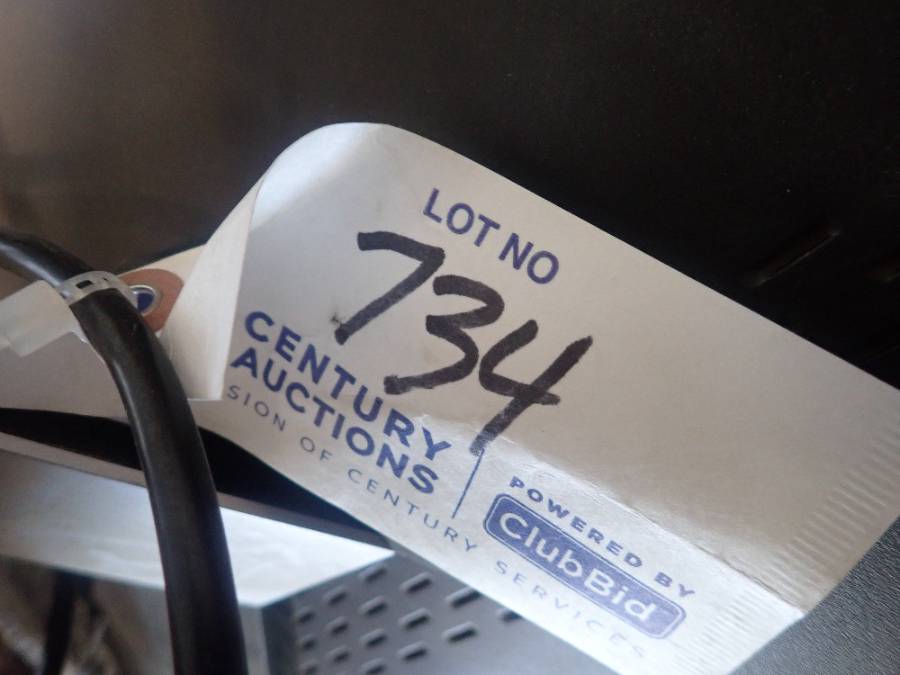 LOT NO
734
CENTURY
AUCTIONS
SION OF CENTURY SERVICES
POWERED BY
ClubBid